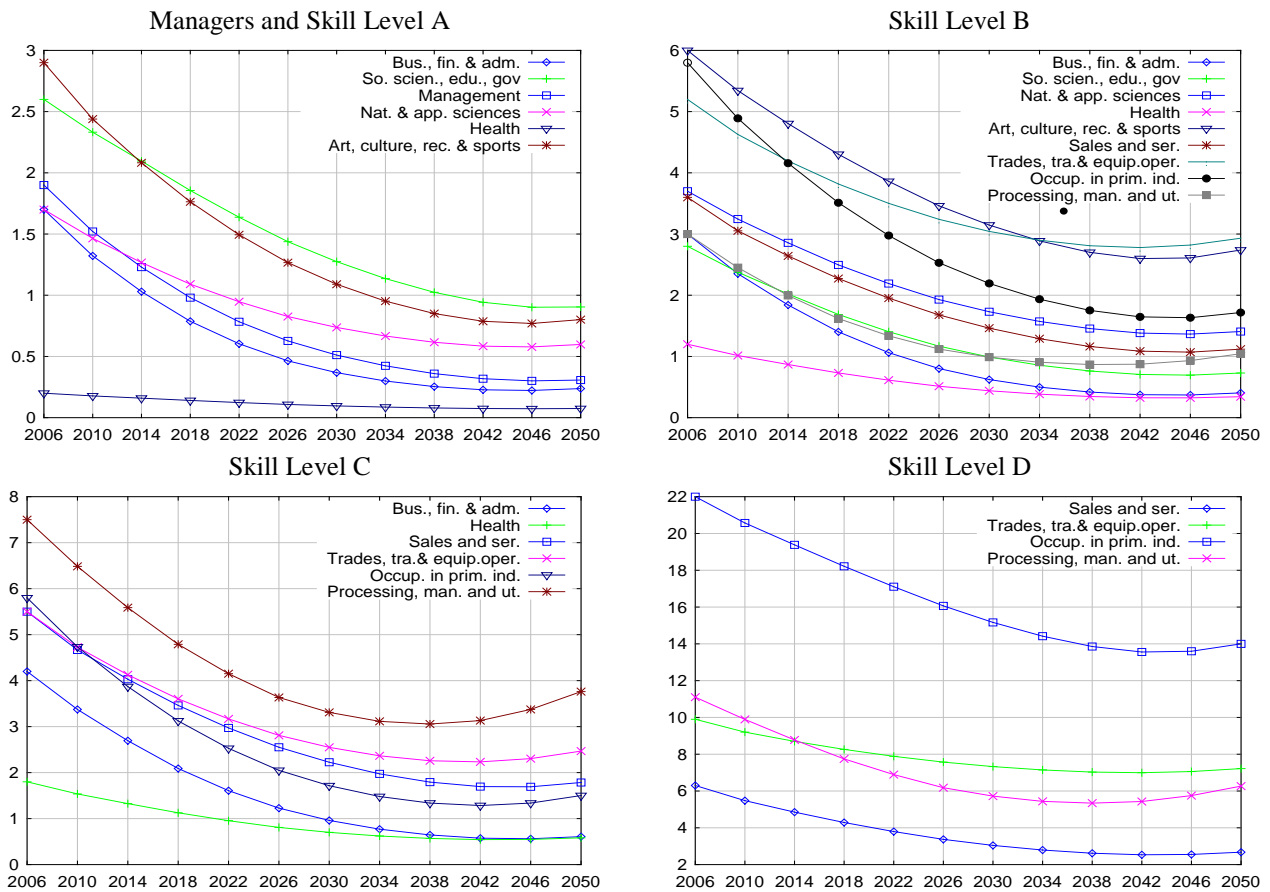 Managers and Skill Level A
3
2.5
2
1.5
1
0.5
0
2006 2010 2014 2018 2022 2026 2030 2034 2038 2042 2046 2050
Bus., fin. & adm.
So. scien., edu., gov
Management
Nat. & app. sciences
Health
Art, culture, rec. & sports
Skill Level B
6
5
4
3
2
1
0
2006 2010 2014 2018 2022 2026 2030 2034 2038 2042 2046 2050
Bus., fin. & adm.
So. scien., edu., gov
Nat. & app. sciences
Health
Art, culture, rec. & sports
Sales and ser.
Trades, tra.& equip.oper.
Occup. in prim. ind.
Processing, man. and ut.
Skill Level C
8
7
6
5
4
3
2
1
0
2006 2010 2014 2018 2022 2026 2030 2034 2038 2042 2046 2050
Bus., fin. & adm.
Health
Sales and ser.
Trades, tra.& equip.oper.
Occup. in prim. ind.
Processing, man. and ut.
Skill Level D
22
20
18
16
14
12
10
8
6
4
2
2006 2010 2014 2018 2022 2026 2030 2034 2038 2042 2046 2050
Sales and ser.
Trades, tra.& equip.oper.
Occup. in prim. ind.
Processing, man. and ut.